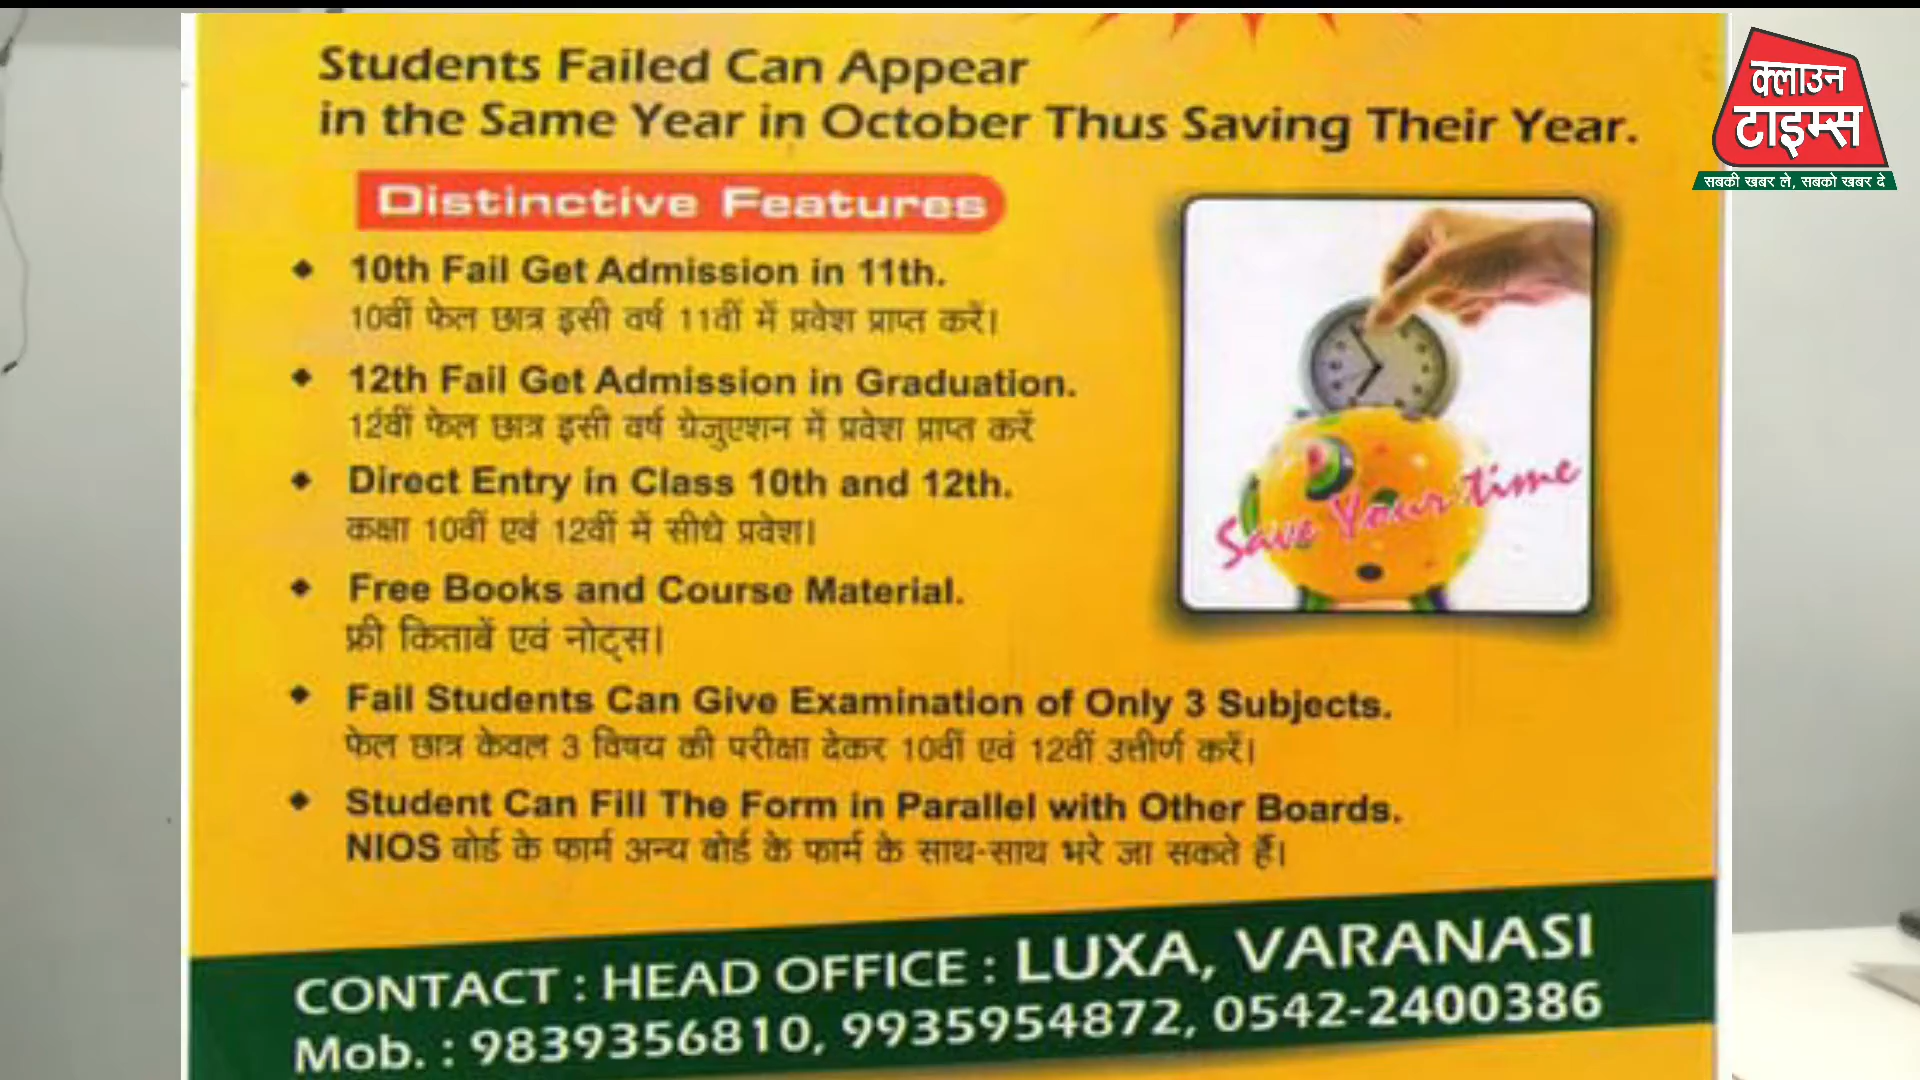 Students Failed Can Appear
in the Same Year in October Thus Saving Their Year.
क्लाउन
टाइम्स
सबकी खबर ले, सबको खबर दे
Distinctive Features
10th Fail Get Admission in 11th.
10वीं फेल छात्र इसी वर्ष 11वीं में प्रवेश प्राप्त करें।
12th Fail Get Admission in Graduation.
12वीं फेल छात्र इसी वर्ष ग्रेजुएशन में प्रवेश प्राप्त करें
Direct Entry in Class 10th and 12th.
कक्षा 10वीं एवं 12वीं में सीधे प्रवेश।
Save Your time
Free Books and Course Material.
फ्री किताबें एवं नोट्स।
Fail Students Can Give Examination of Only 3 Subjects.
फेल छात्र केवल 3 विषय की परीक्षा देकर 10वीं एवं 12वीं उत्तीर्ण करें।
Student Can Fill The Form in Parallel with Other Boards.
NIOS बोर्ड के फार्म अन्य बोर्ड के फार्म के साथ-साथ भरे जा सकते हैं।
CONTACT : HEAD OFFICE : LUXA, VARANASI
Mob. : 9839356810, 9935954872, 0542-2400386